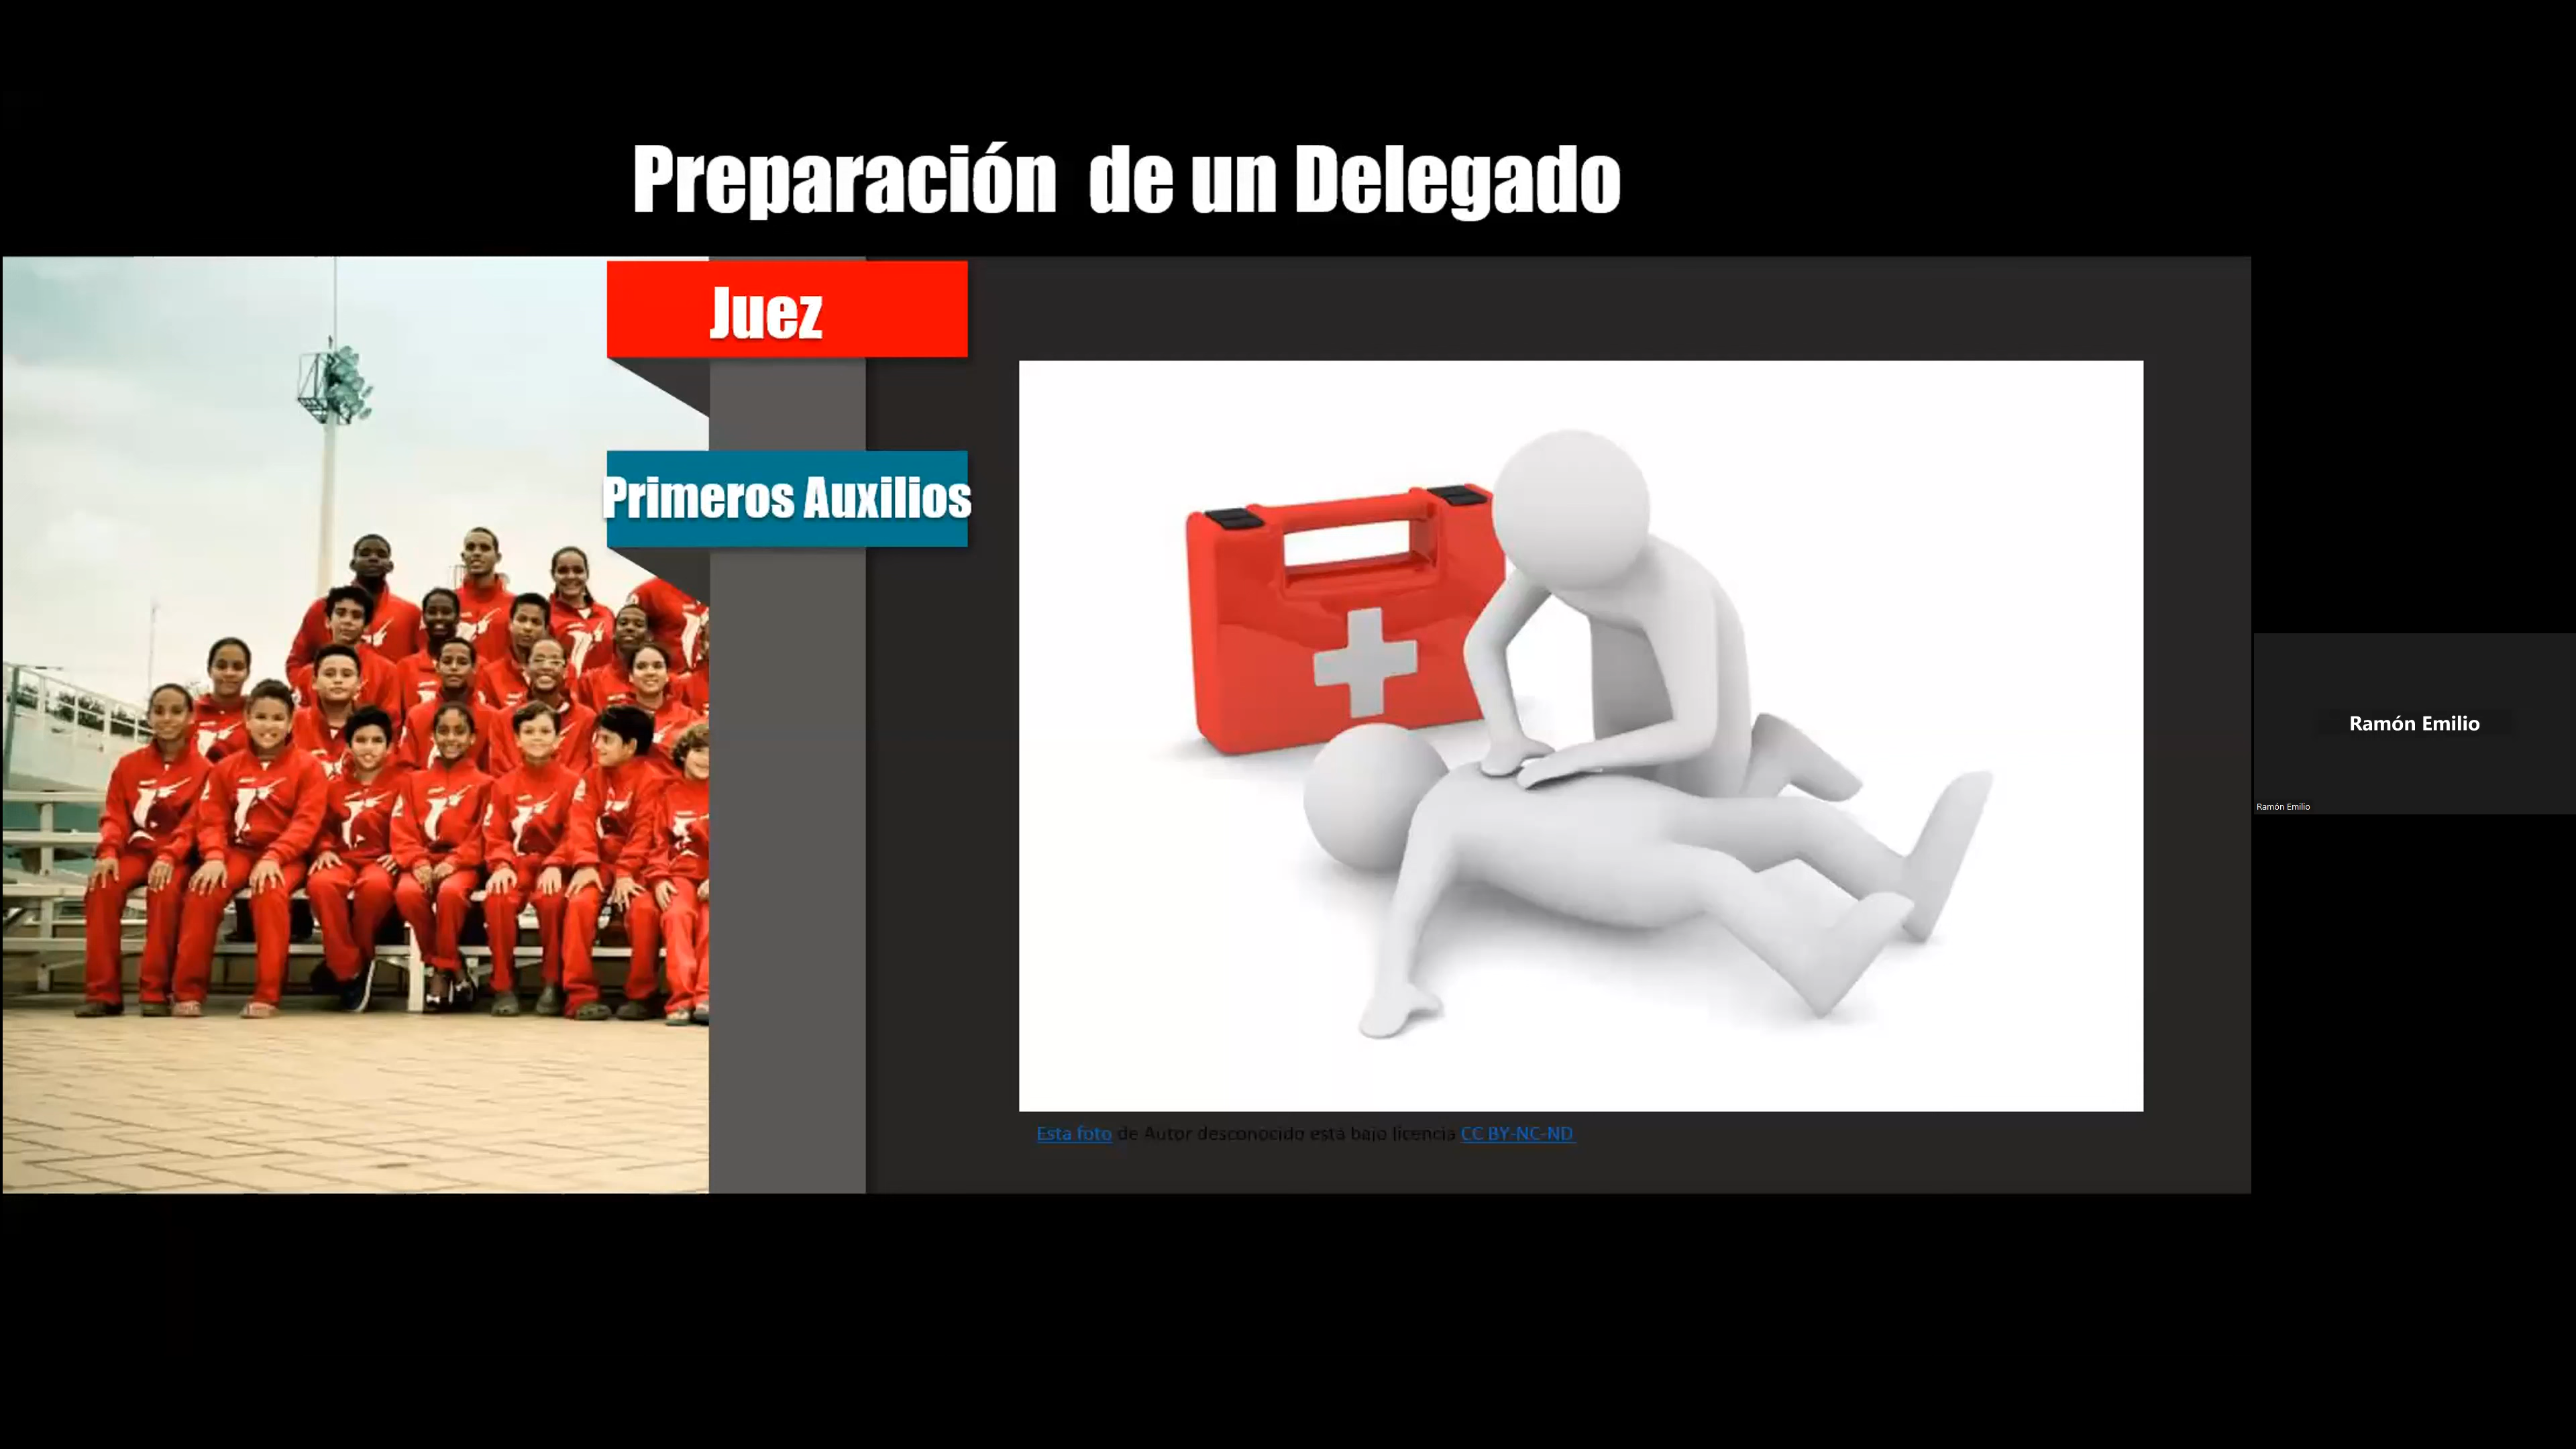 Preparación de un Delegado
Juez
Primeros Auxilios
Esta foto de Autor desconocido está bajo licencia CC BY-NC-ND
Ramón Emilio
Ramón Emilio